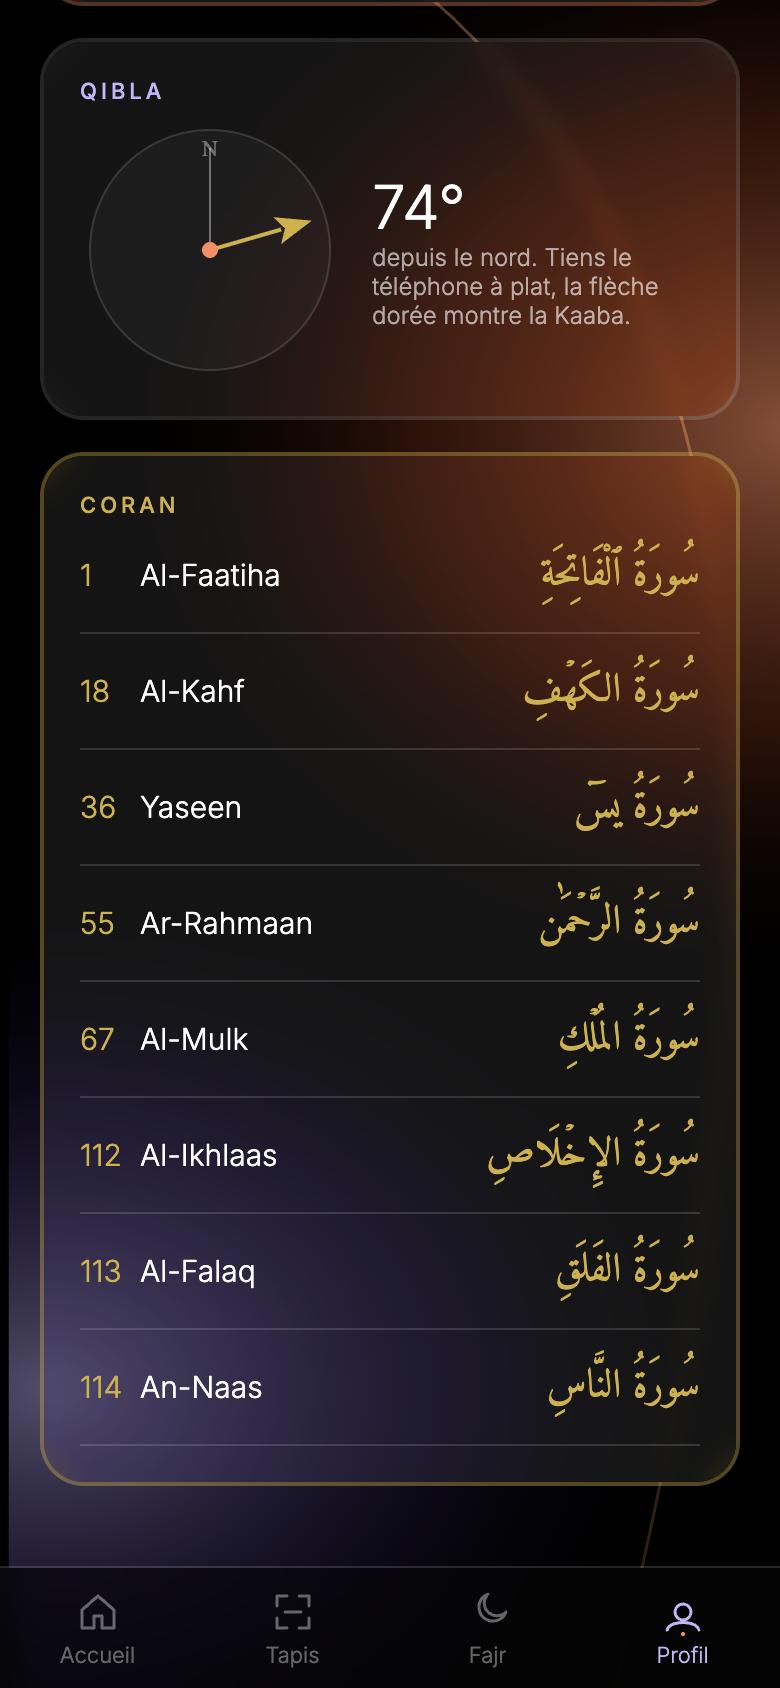 QIBLA
N
74°
depuis le nord. Tiens le
téléphone à plat, la flèche
dorée montre la Kaaba.
CORAN
1 Al-Faatiha سُورَةُ ٱلْفَاتِحَةِ
18 Al-Kahf سُورَةُ الكَهۡفِ
36 Yaseen سُورَةُ يسٓ
55 Ar-Rahmaan سُورَةُ الرَّحۡمَٰن
67 Al-Mulk سُورَةُ المُلۡكِ
112 Al-Ikhlaas سُورَةُ الإِخۡلَاصِ
113 Al-Falaq سُورَةُ الفَلَقِ
114 An-Naas سُورَةُ النَّاسِ
Accueil Tapis Fajr Profil